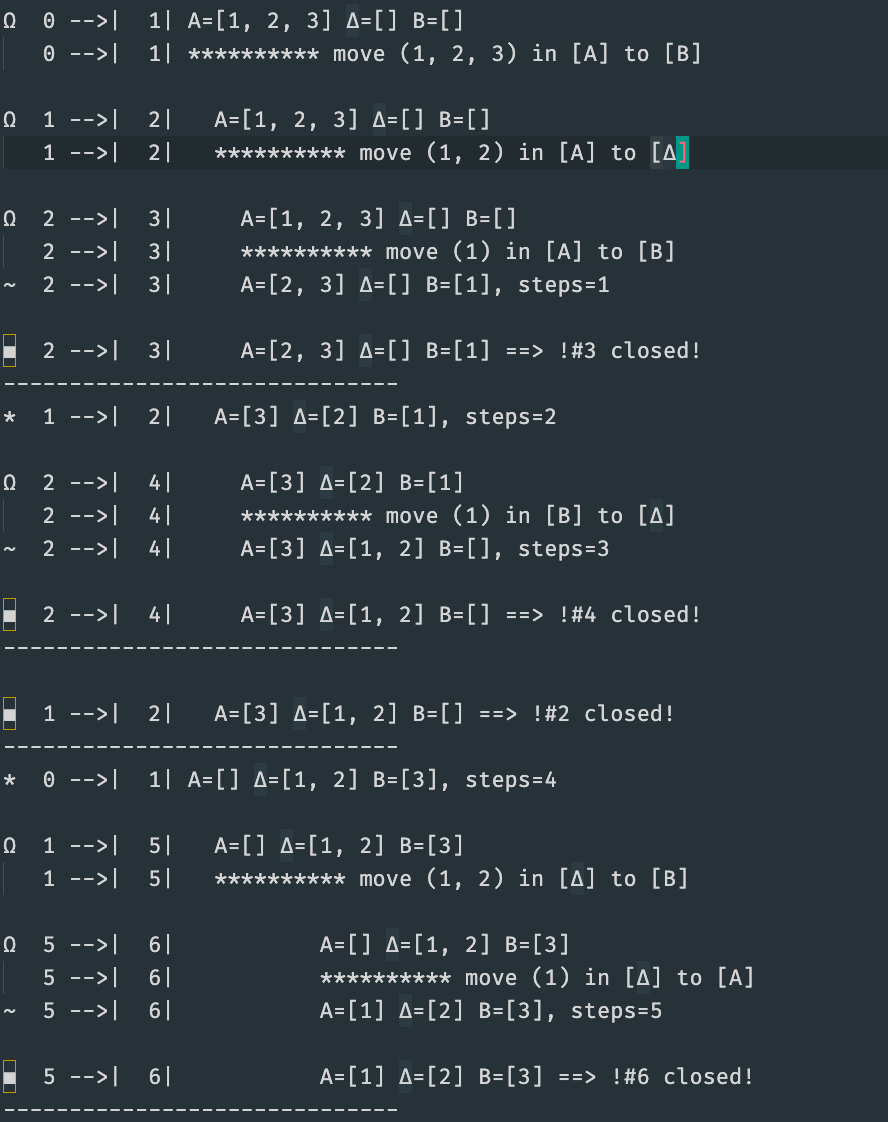 Ω  0 -->|  1| A=[1, 2, 3] Δ=[] B=[]
   0 -->|  1| ********** move (1, 2, 3) in [A] to [B]
Ω  1 -->|  2|   A=[1, 2, 3] Δ=[] B=[]
   1 -->|  2|   ********** move (1, 2) in [A] to [Δ]
Ω  2 -->|  3|     A=[1, 2, 3] Δ=[] B=[]
   2 -->|  3|     ********** move (1) in [A] to [B]
~  2 -->|  3|     A=[2, 3] Δ=[] B=[1], steps=1
■  2 -->|  3|     A=[2, 3] Δ=[] B=[1] ==> !#3 closed!
------------------------------
*  1 -->|  2|   A=[3] Δ=[2] B=[1], steps=2
Ω  2 -->|  4|     A=[3] Δ=[2] B=[1]
   2 -->|  4|     ********** move (1) in [B] to [Δ]
~  2 -->|  4|     A=[3] Δ=[1, 2] B=[], steps=3
■  2 -->|  4|     A=[3] Δ=[1, 2] B=[] ==> !#4 closed!
------------------------------
■  1 -->|  2|   A=[3] Δ=[1, 2] B=[] ==> !#2 closed!
------------------------------
*  0 -->|  1| A=[] Δ=[1, 2] B=[3], steps=4
Ω  1 -->|  5|   A=[] Δ=[1, 2] B=[3]
   1 -->|  5|   ********** move (1, 2) in [Δ] to [B]
Ω  5 -->|  6|           A=[] Δ=[1, 2] B=[3]
   5 -->|  6|           ********** move (1) in [Δ] to [A]
~  5 -->|  6|           A=[1] Δ=[2] B=[3], steps=5
■  5 -->|  6|           A=[1] Δ=[2] B=[3] ==> !#6 closed!
------------------------------